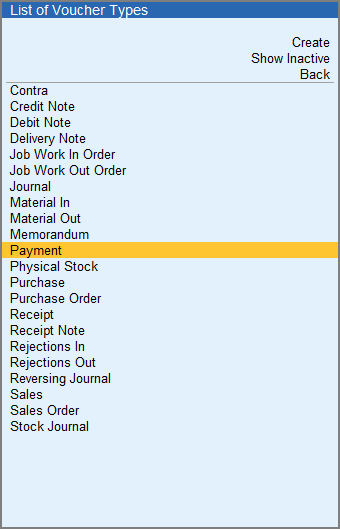 List of Voucher Types
Create
Show Inactive
Back
Contra
Credit Note
Debit Note
Delivery Note
Job Work In Order
Job Work Out Order
Journal
Material In
Material Out
Memorandum
Payment
Physical Stock
Purchase
Purchase Order
Receipt
Receipt Note
Rejections In
Rejections Out
Reversing Journal
Sales
Sales Order
Stock Journal